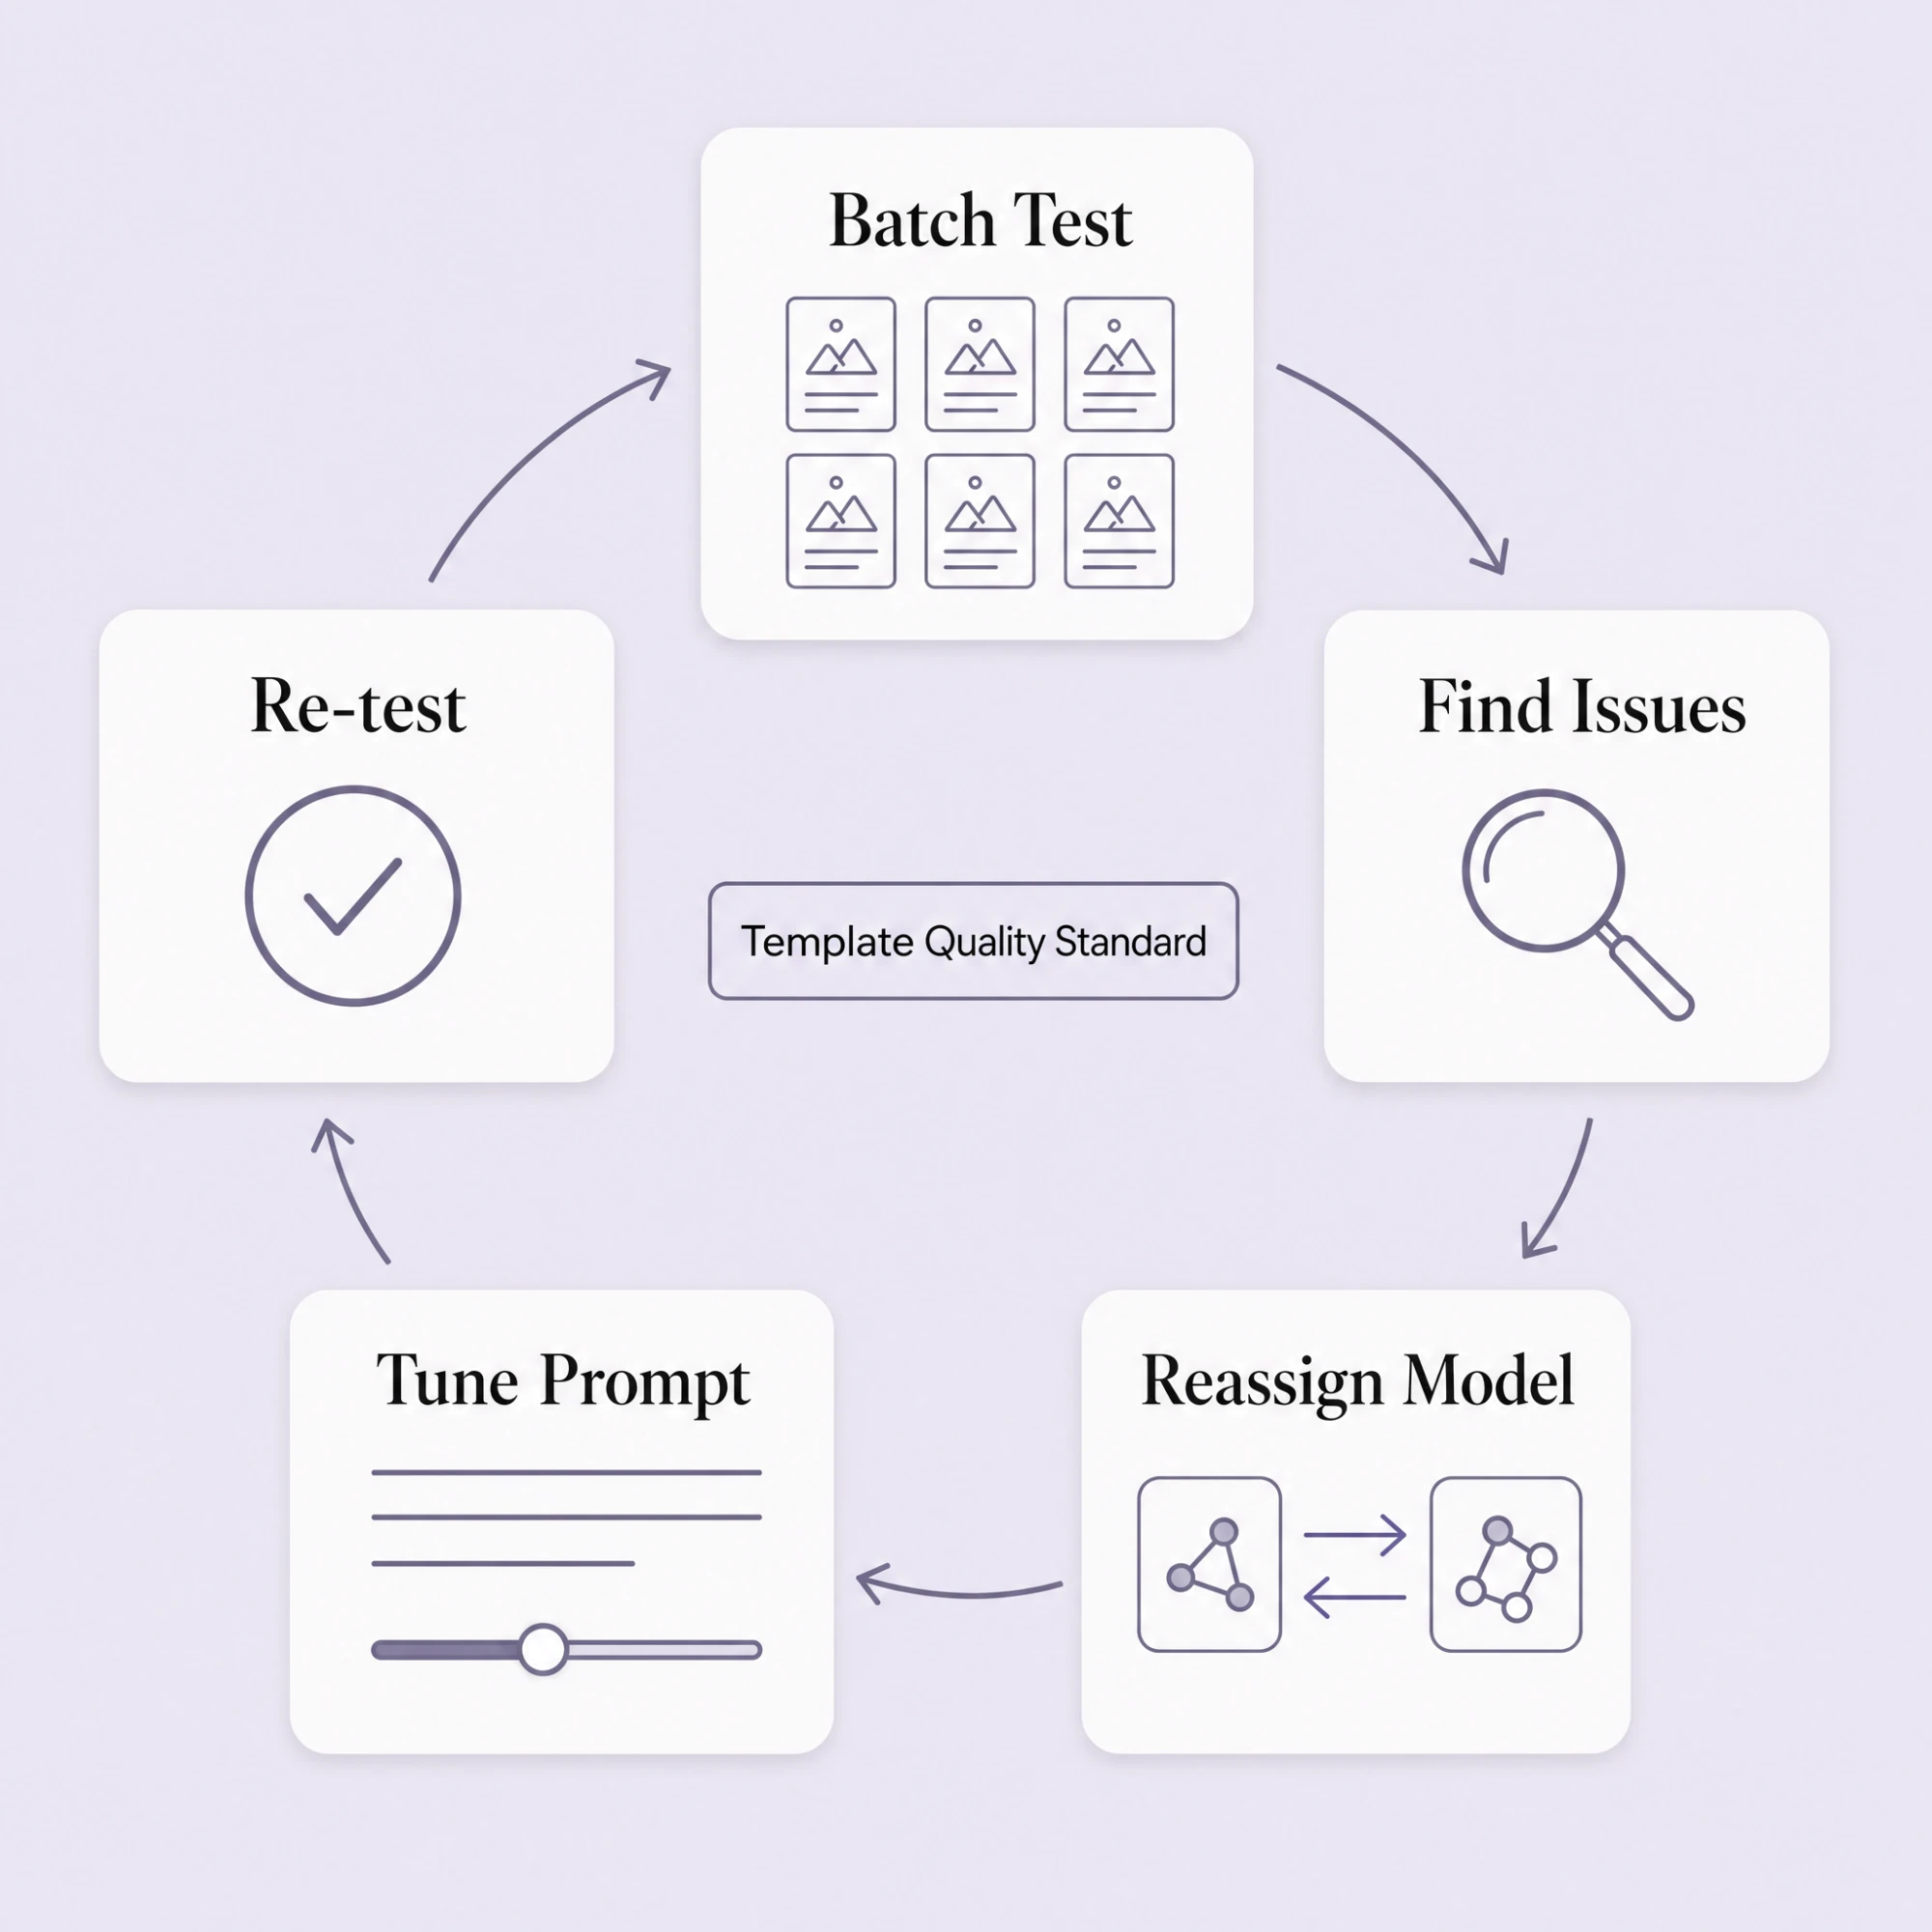 Batch Test
Re-test
Find Issues
Template Quality Standard
Tune Prompt
Reassign Model